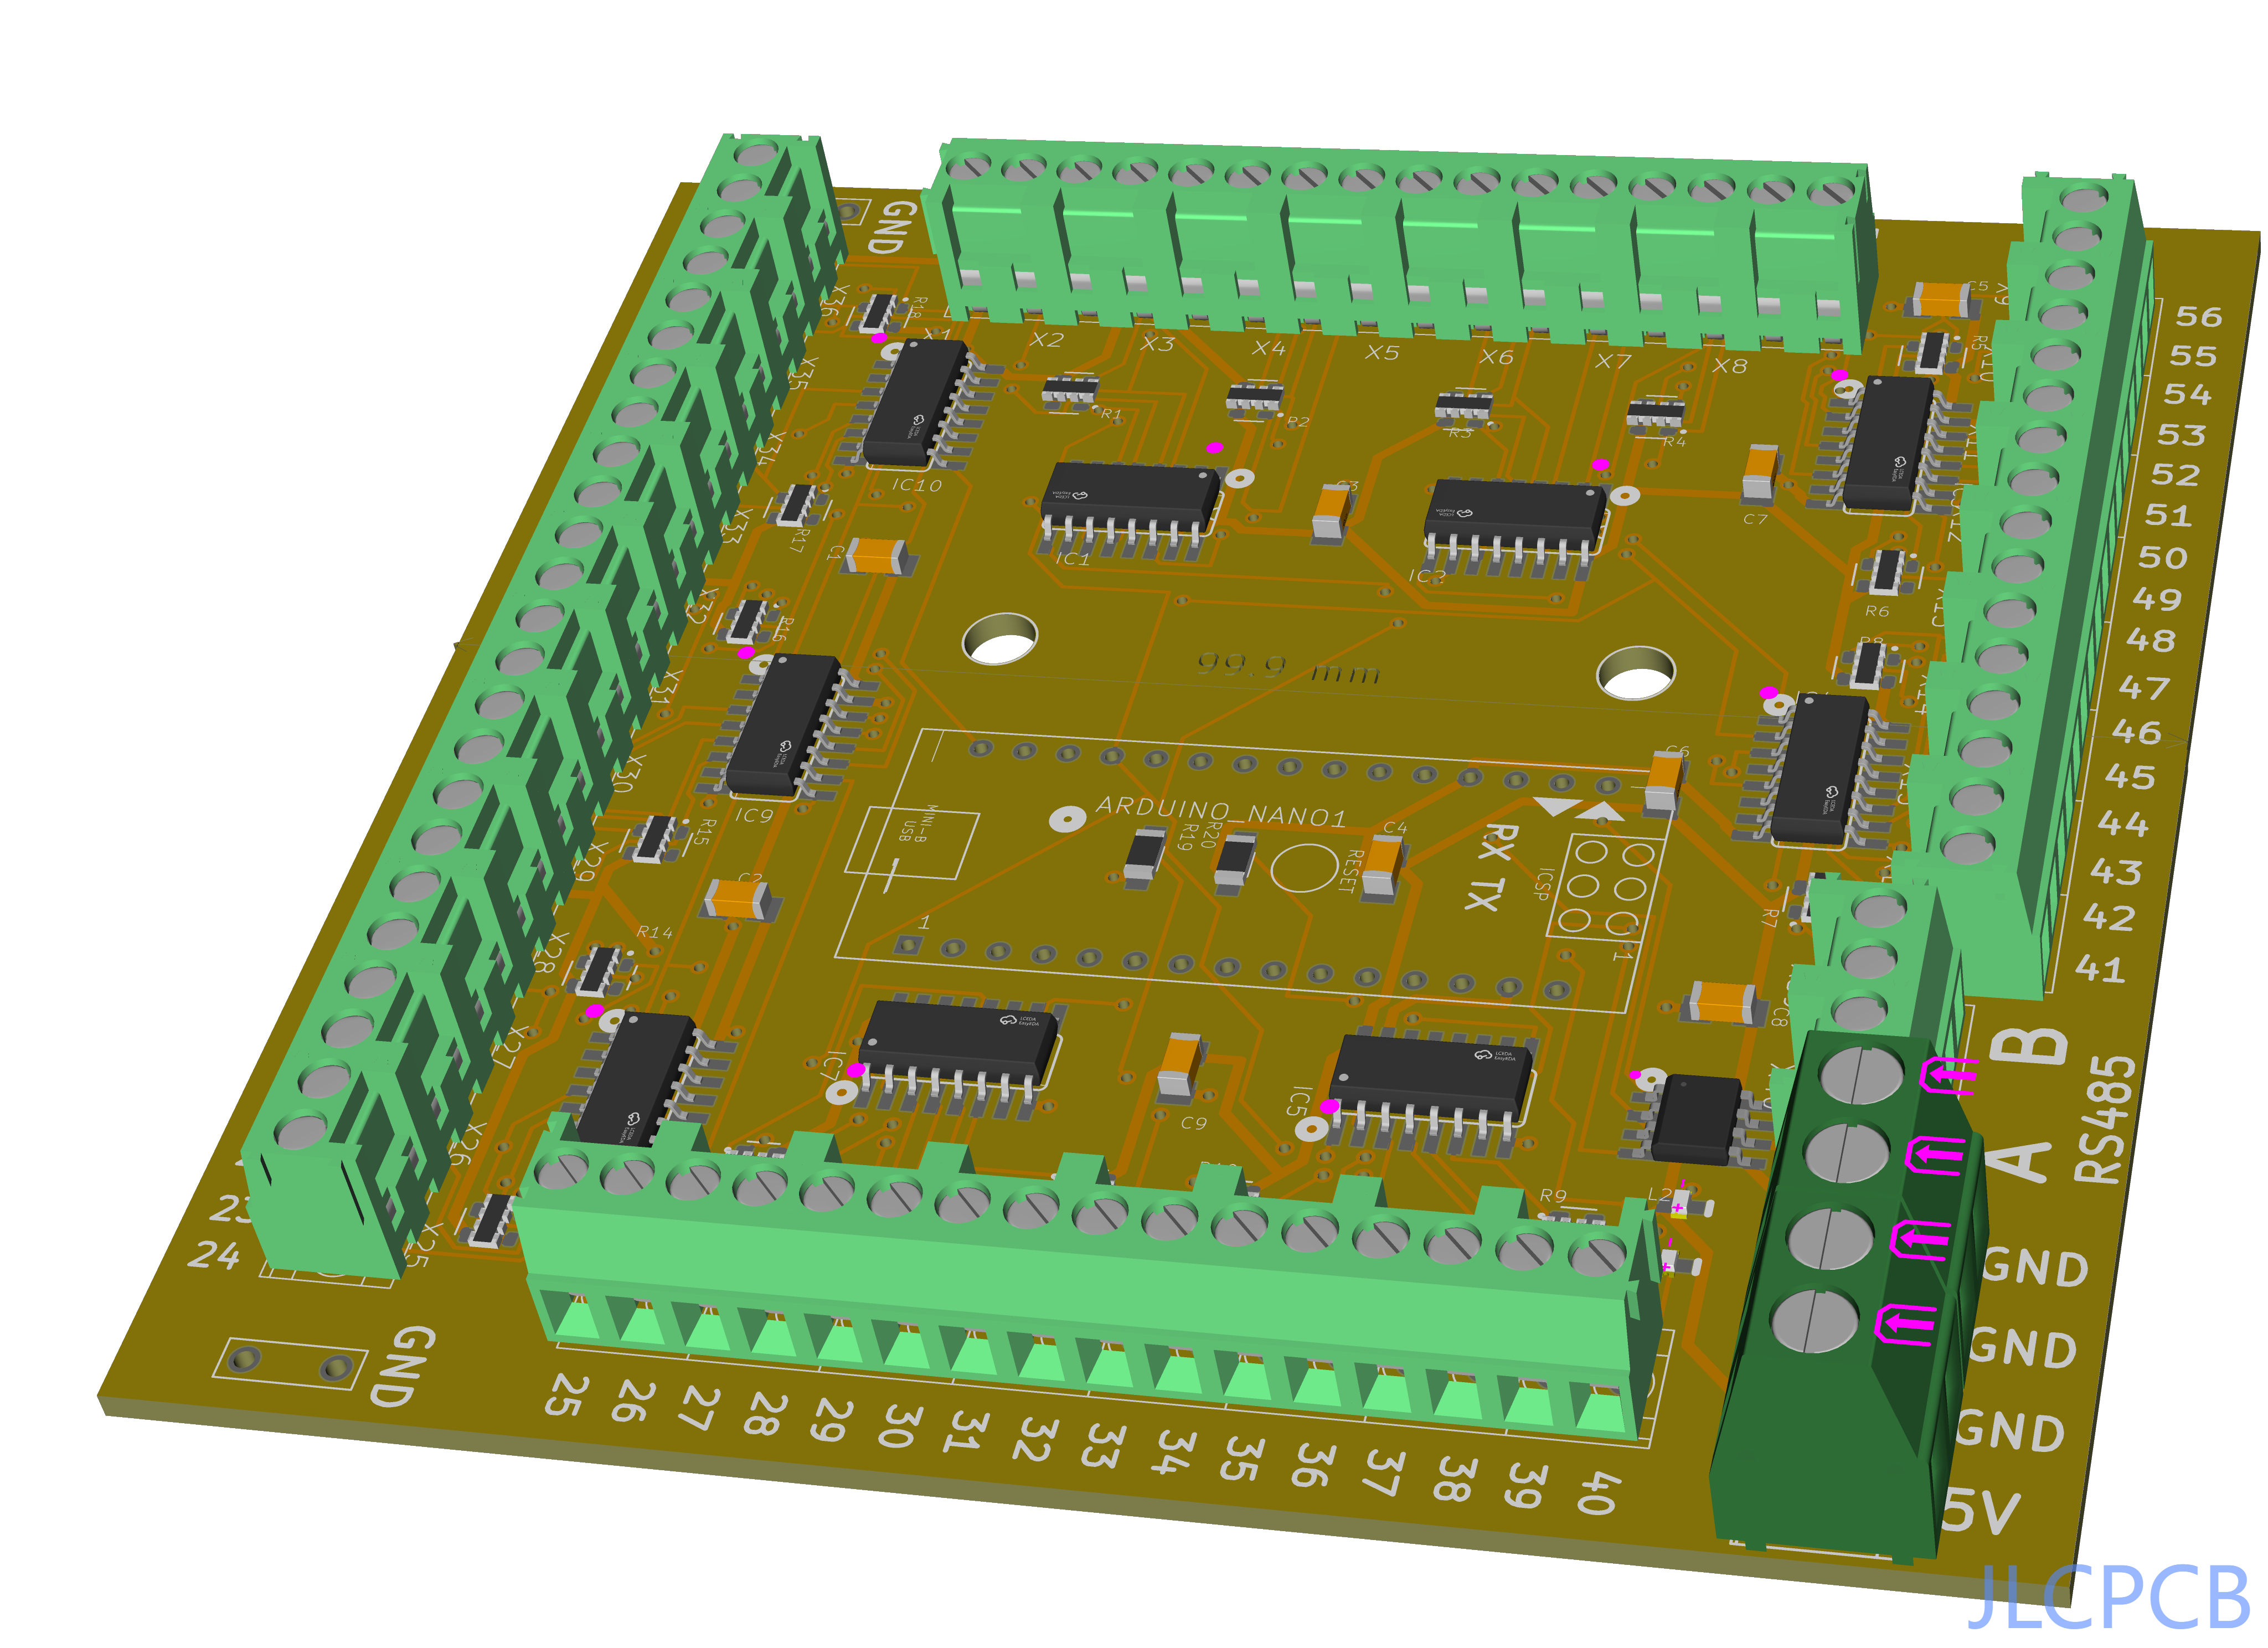 GND
X36
R18
X1
X2
X3
X4
X5
X6
X7
X8
C5
R5
56
55
54
53
52
51
50
49
48
47
46
45
44
43
42
41
X35
X34
X33
X32
X31
X30
X29
X28
X27
X26
X25
IC10
R1
R2
R3
R4
R17
C1
IC1
C3
IC2
C7
R6
R8
R16
99.9 mm
IC9
R15
C2
R14
ARDUINO_NANO1
MINI-B
USB
R19
R20
RESET
C4
C6
RX
TX
ICSP
1
1
R7
C8
IC7
C9
IC5
R9
L2
B
A
RS485
GND
GND
GND
5V
23
24
GND
25
26
27
28
29
30
31
32
33
34
35
36
37
38
39
40
JLCPCB